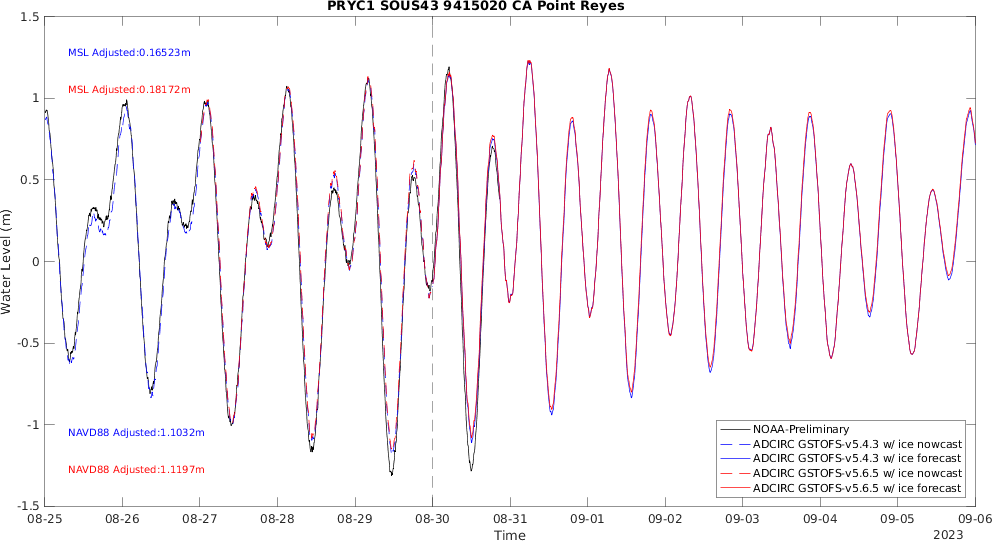 PRYC1 SOUS43 9415020 CA Point Reyes
1.5
MSL Adjusted:0.16523m
1
MSL Adjusted:0.18172m
0.5
Water Level (m)
0
-0.5
-1
NAVD88 Adjusted:1.1032m
NAVD88 Adjusted:1.1197m
-1.5
NOAA-Preliminary
ADCIRC GSTOFS-v5.4.3 w/ ice nowcast
ADCIRC GSTOFS-v5.4.3 w/ ice forecast
ADCIRC GSTOFS-v5.6.5 w/ ice nowcast
ADCIRC GSTOFS-v5.6.5 w/ ice forecast
08-25 08-26 08-27 08-28 08-29 08-30 08-31 09-01 09-02 09-03 09-04 09-05 09-06
Time
2023